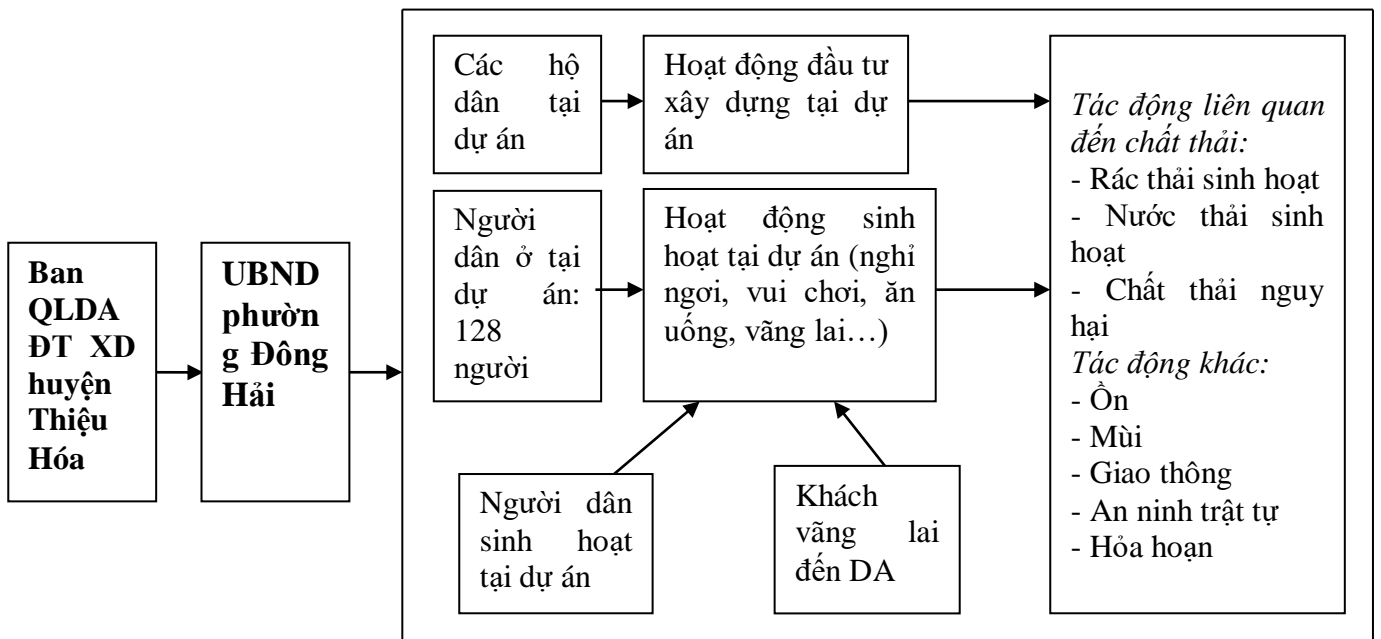 Ban
QLDA
ĐT XD
huyện
Thiệu
Hóa
UBND
phườn
g Đông
Hải
Các hộ
dân tại
dự án
Hoạt động đầu tư
xây dựng tại dự
án
Người
dân ở tại
dự án:
128
người
Hoạt động sinh
hoạt tại dự án (nghỉ
ngơi, vui chơi, ăn
uống, vãng lai…)
Người dân
sinh hoạt
tại dự án
Khách
vãng lai
đến DA
Tác động liên quan
đến chất thải:
- Rác thải sinh hoạt
- Nước thải sinh
hoạt
- Chất thải nguy
hại
Tác động khác:
- Ồn
- Mùi
- Giao thông
- An ninh trật tự
- Hỏa hoạn